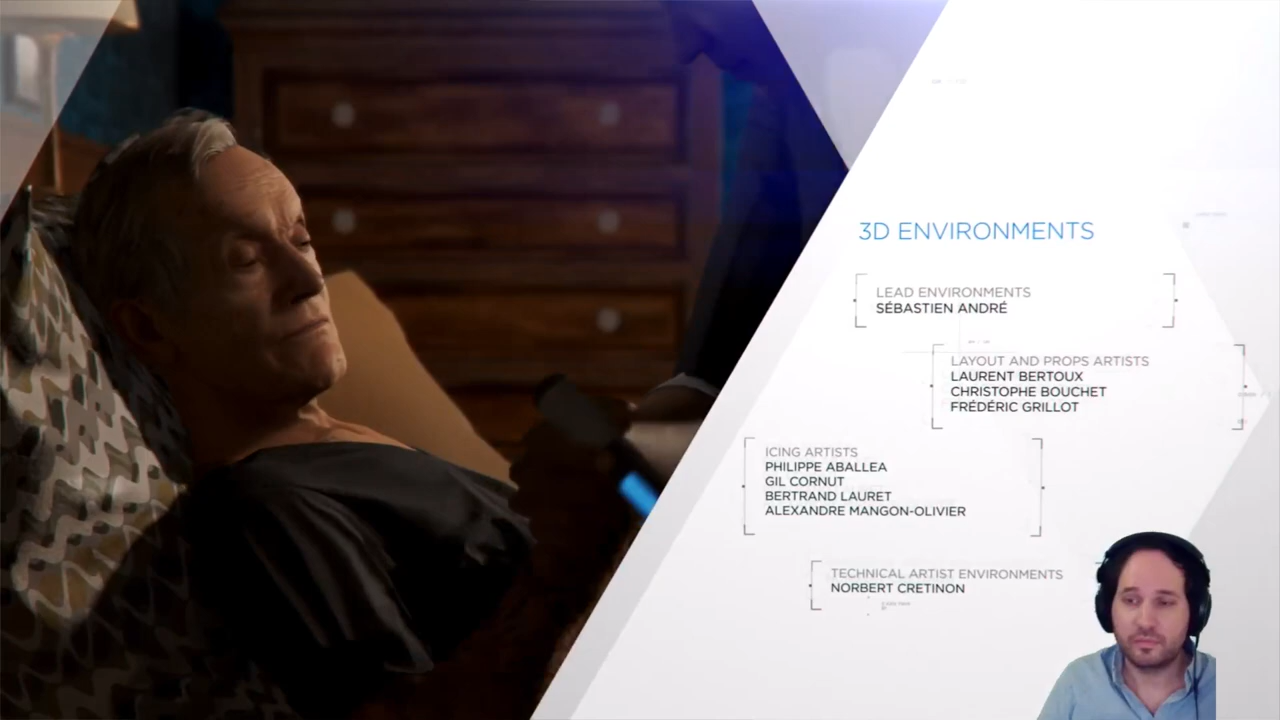 3D ENVIRONMENTS
LEAD ENVIRONMENTS
SÉBASTIEN ANDRÉ
LAYOUT AND PROPS ARTISTS
LAURENT BERTOUX
CHRISTOPHE BOUCHET
FRÉDÉRIC GRILLOT
ICING ARTISTS
PHILIPPE ABALLEA
GIL CORNUT
BERTRAND LAURET
ALEXANDRE MANGON-OLIVIER
TECHNICAL ARTIST ENVIRONMENTS
NORBERT CRETINON